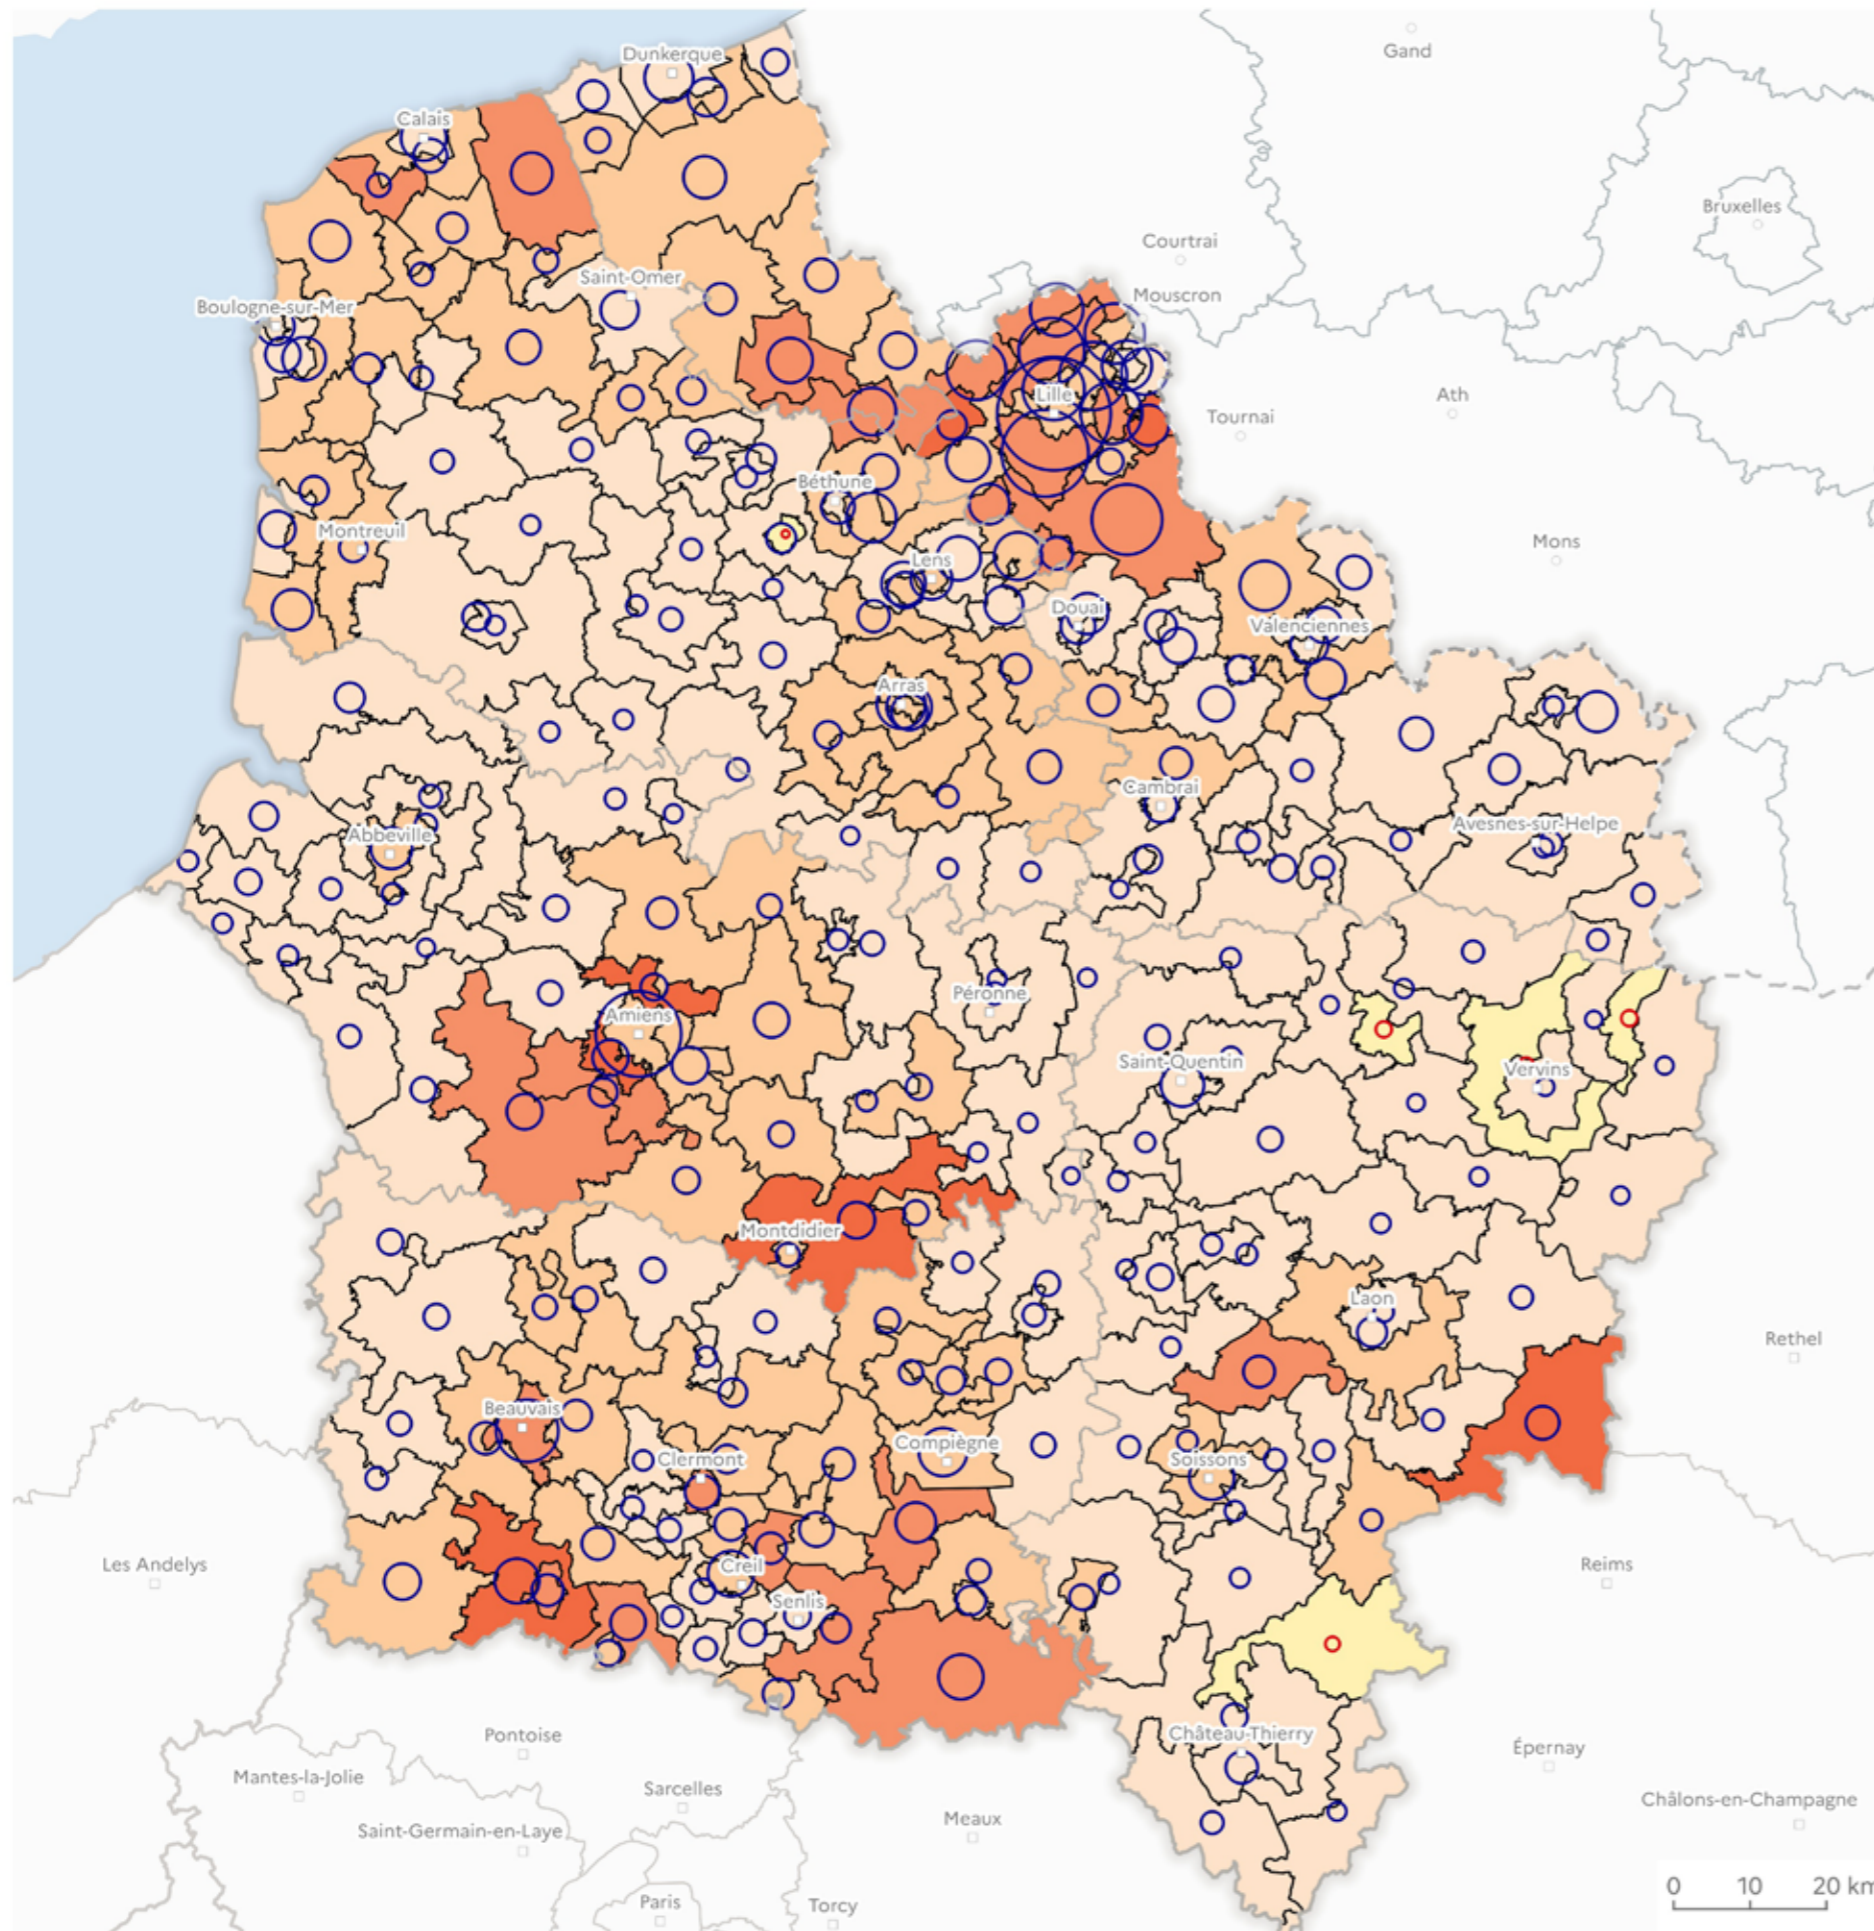 Dunkerque
Gand
Calais
Bruxelles
Courtrai
Saint-Omer
Mouscron
Boulogne-sur-Mer
Lille
Ath
Tournai
Béthune
Montreuil
Mons
Lens
Douai
Valenciennes
Arras
Cambrai
Avesnes-sur-Helpe
Abbeville
Péronne
Amiens
Saint-Quentin
Vervins
Montdidier
Laon
Rethel
Beauvais
Compiègne
Clermont
Soissons
Les Andelys
Creil
Reims
Senlis
Pontoise
Château-Thierry
Épernay
Mantes-la-Jolie
Sarcelles
Châlons-en-Champagne
Meaux
Saint-Germain-en-Laye
Paris
Torcy
0 10 20 km